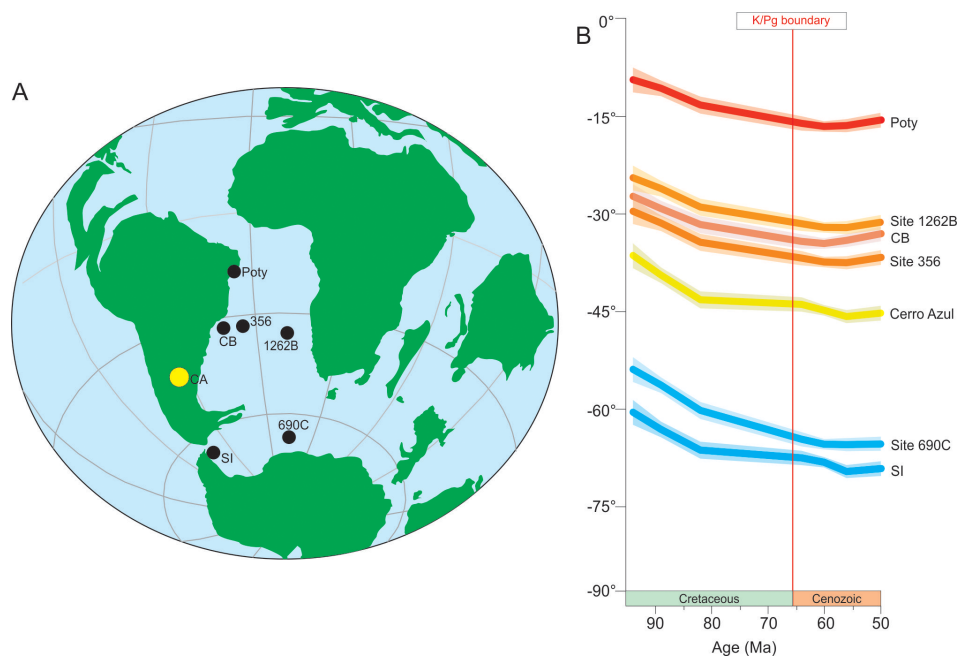 A
Poty
356
CB
1262B
CA
690C
SI
B
K/Pg boundary
0°
-15°
-30°
-45°
-60°
-75°
-90°
Poty
Site 1262B
CB
Site 356
Cerro Azul
Site 690C
SI
Cretaceous
Cenozoic
90
80
70
60
50
Age (Ma)